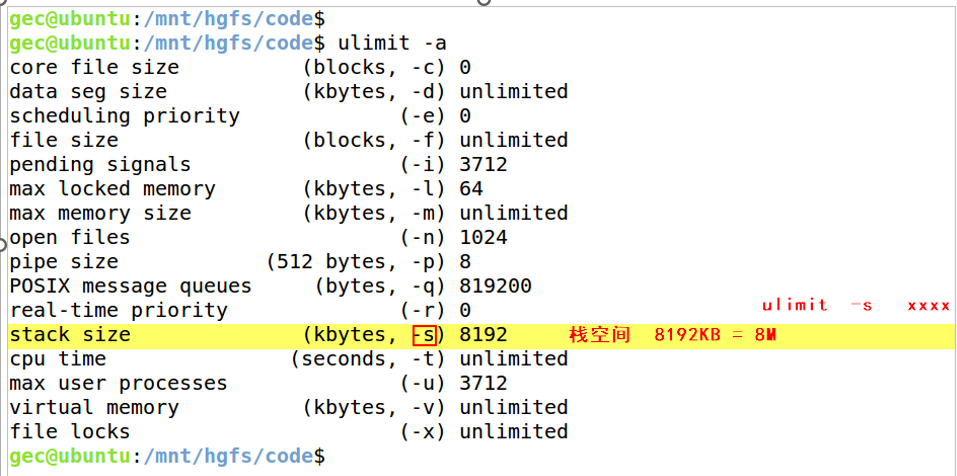 gec@ubuntu:/mnt/hgfs/code$
gec@ubuntu:/mnt/hgfs/code$ ulimit -a
core file size          (blocks, -c) 0
data seg size           (kbytes, -d) unlimited
scheduling priority             (-e) 0
file size               (blocks, -f) unlimited
pending signals                 (-i) 3712
max locked memory       (kbytes, -l) 64
max memory size         (kbytes, -m) unlimited
open files                      (-n) 1024
pipe size            (512 bytes, -p) 8
POSIX message queues     (bytes, -q) 819200
real-time priority              (-r) 0
ulimit -s xxxx
stack size              (kbytes, -s) 8192 栈空间 8192KB = 8M
cpu time               (seconds, -t) unlimited
max user processes              (-u) 3712
virtual memory          (kbytes, -v) unlimited
file locks                      (-x) unlimited
gec@ubuntu:/mnt/hgfs/code$